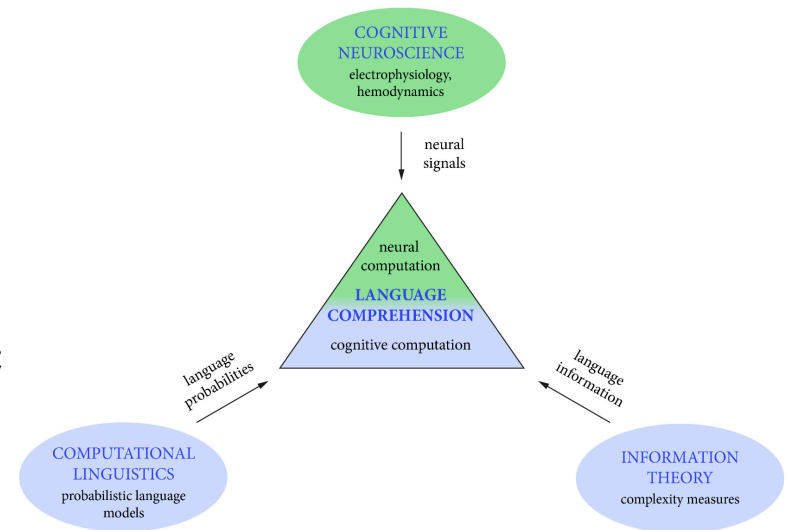 COGNITIVE
NEUROSCIENCE
electrophysiology,
hemodynamics
neural
signals
neural
computation
LANGUAGE
COMPREHENSION
cognitive computation
language
probabilities
language
information
COMPUTATIONAL
LINGUISTICS
probabilistic language
models
INFORMATION
THEORY
complexity measures